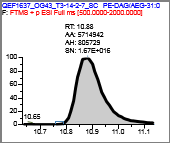 QEF1637_OG43_T3-14-2-7_SC PE-DAG/AEG-31:0
F: FTMS + p ESI Full ms [500.0000-2000.0000]
RT: 10.88
AA: 5714942
AH: 805729
SN: 1.67E+016
100
80
60
40
20
0
10.65
10.7 10.8 10.9 11.0 11.1